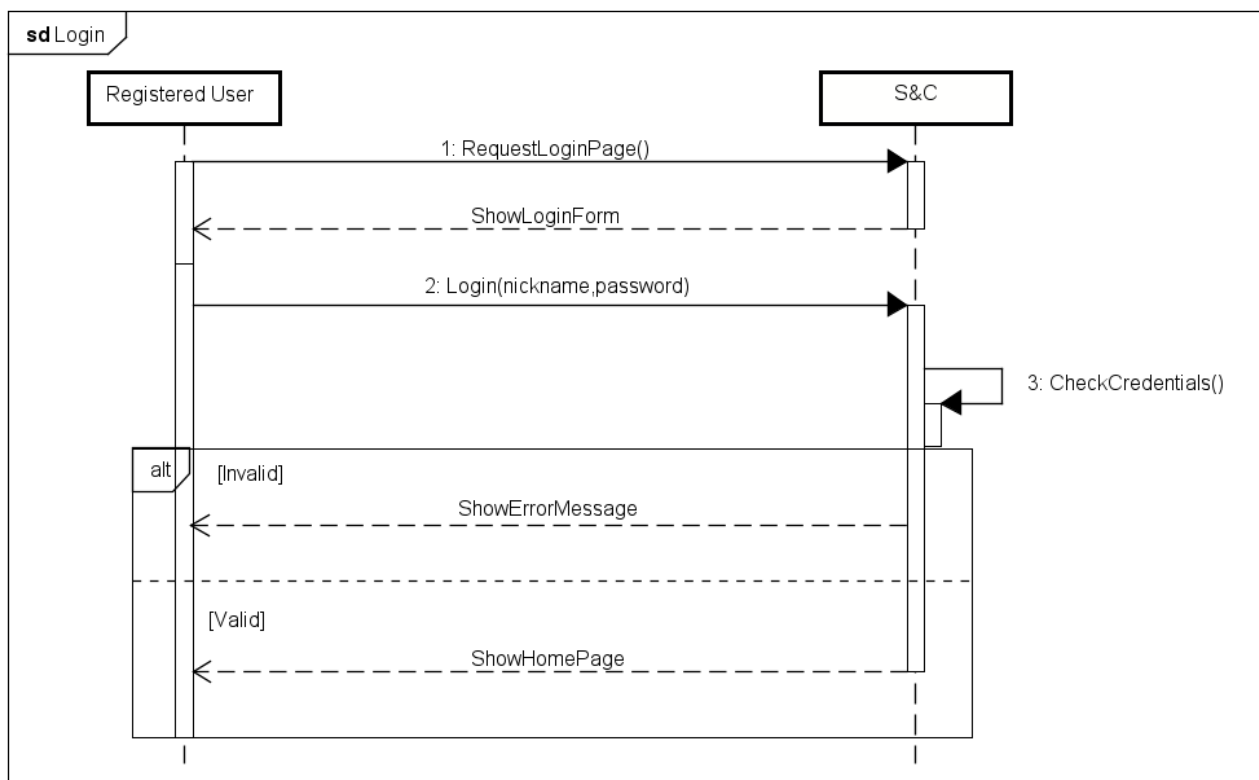 sd Login
Registered User
S&C
1: RequestLoginPage()
ShowLoginForm
2: Login(nickname,password)
3: CheckCredentials()
alt
[Invalid]
ShowErrorMessage
[Valid]
ShowHomePage